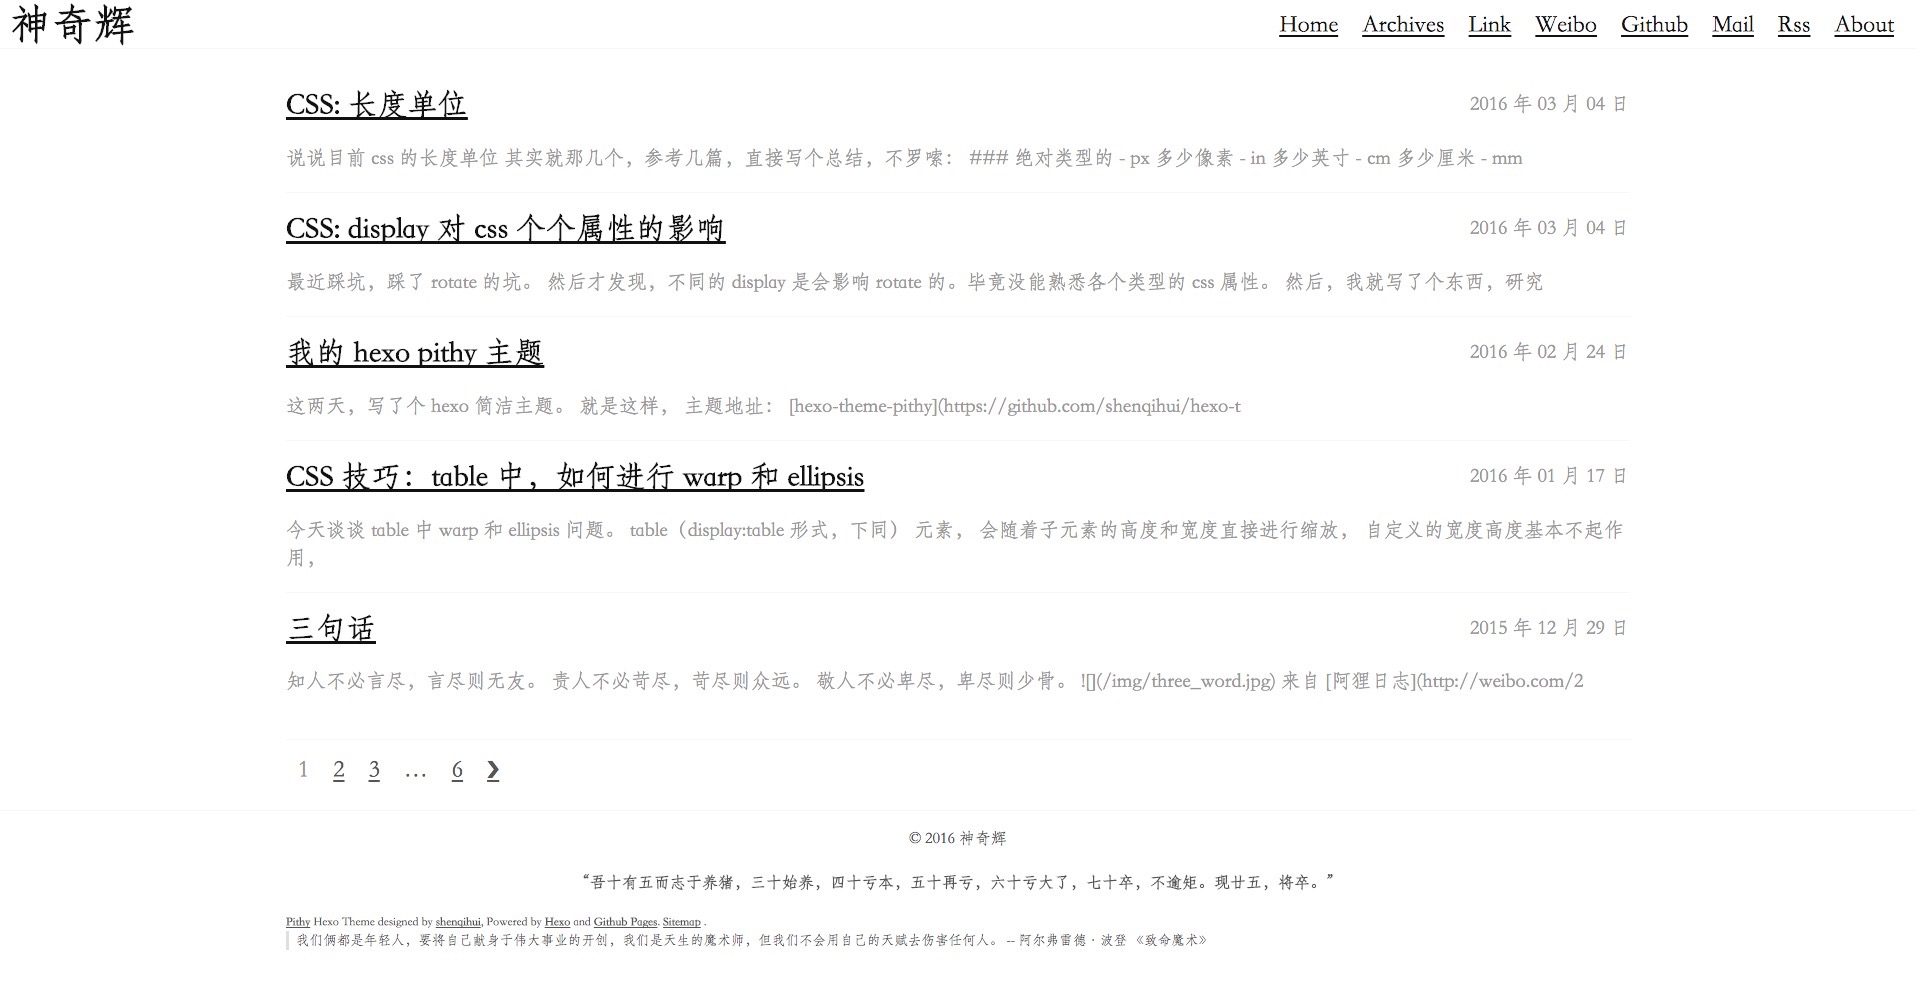 神奇辉
Home Archives Link Weibo Github Mail Rss About
CSS: 长度单位 2016 年 03 月 04 日
说说目前 css 的长度单位 其实就那几个，参考几篇，直接写个总结，不罗嗦： ### 绝对类型的 - px 多少像素 - in 多少英寸 - cm 多少厘米 - mm
CSS: display 对 css 个个属性的影响 2016 年 03 月 04 日
最近踩坑，踩了 rotate 的坑。 然后才发现，不同的 display 是会影响 rotate 的。毕竟没能熟悉各个类型的 css 属性。 然后，我就写了个东西，研究
我的 hexo pithy 主题 2016 年 02 月 24 日
这两天，写了个 hexo 简洁主题。 就是这样， 主题地址： [hexo-theme-pithy](https://github.com/shenqihui/hexo-t
CSS 技巧：table 中，如何进行 warp 和 ellipsis 2016 年 01 月 17 日
今天谈谈 table 中 warp 和 ellipsis 问题。 table（display:table 形式，下同） 元素， 会随着子元素的高度和宽度直接进行缩放， 自定义的宽度高度基本不起作
用，
三句话 2015 年 12 月 29 日
知人不必言尽，言尽则无友。 贵人不必苛尽，苛尽则众远。 敬人不必卑尽，卑尽则少骨。 ![](/img/three_word.jpg) 来自 [阿狸日志](http://weibo.com/2
1 2 3 … 6 ❯
© 2016 神奇辉
“吾十有五而志于养猪，三十始养，四十亏本，五十再亏，六十亏大了，七十卒，不逾矩。现廿五，将卒。”
Pithy Hexo Theme designed by shenqihui, Powered by Hexo and Github Pages. Sitemap .
我们俩都是年轻人，要将自己献身于伟大事业的开创，我们是天生的魔术师，但我们不会用自己的天赋去伤害任何人。 -- 阿尔弗雷德 · 波登 《致命魔术》